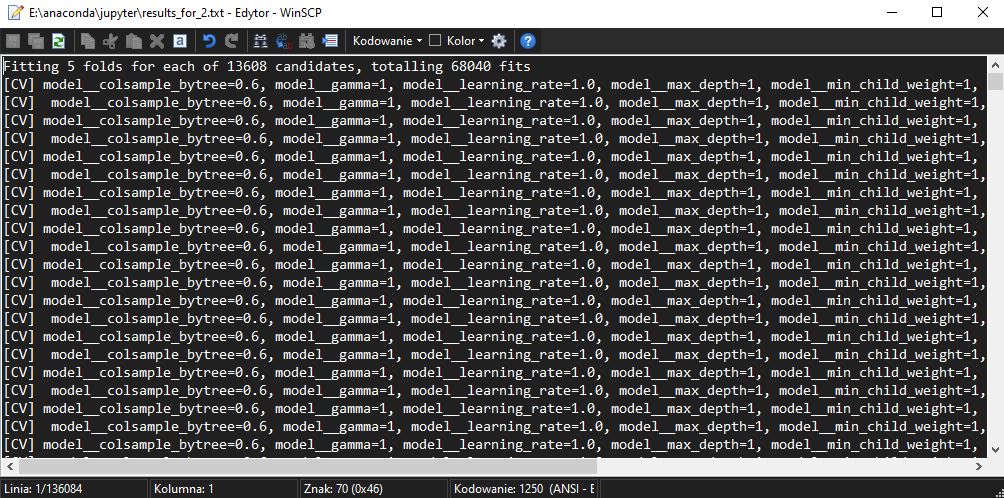 E:\anaconda\jupyter\results_for_2.txt - Edytor - WinSCP
Kodowanie Kolor
Fitting 5 folds for each of 13608 candidates, totalling 68040 fits
[CV] model__colsample_bytree=0.6, model__gamma=1, model__learning_rate=1.0, model__max_depth=1, model__min_child_weight=1,
[CV]  model__colsample_bytree=0.6, model__gamma=1, model__learning_rate=1.0, model__max_depth=1, model__min_child_weight=1,
[CV] model__colsample_bytree=0.6, model__gamma=1, model__learning_rate=1.0, model__max_depth=1, model__min_child_weight=1,
[CV]  model__colsample_bytree=0.6, model__gamma=1, model__learning_rate=1.0, model__max_depth=1, model__min_child_weight=1,
[CV] model__colsample_bytree=0.6, model__gamma=1, model__learning_rate=1.0, model__max_depth=1, model__min_child_weight=1,
[CV]  model__colsample_bytree=0.6, model__gamma=1, model__learning_rate=1.0, model__max_depth=1, model__min_child_weight=1,
[CV] model__colsample_bytree=0.6, model__gamma=1, model__learning_rate=1.0, model__max_depth=1, model__min_child_weight=1,
[CV]  model__colsample_bytree=0.6, model__gamma=1, model__learning_rate=1.0, model__max_depth=1, model__min_child_weight=1,
[CV] model__colsample_bytree=0.6, model__gamma=1, model__learning_rate=1.0, model__max_depth=1, model__min_child_weight=1,
[CV]  model__colsample_bytree=0.6, model__gamma=1, model__learning_rate=1.0, model__max_depth=1, model__min_child_weight=1,
[CV] model__colsample_bytree=0.6, model__gamma=1, model__learning_rate=1.0, model__max_depth=1, model__min_child_weight=1,
[CV]  model__colsample_bytree=0.6, model__gamma=1, model__learning_rate=1.0, model__max_depth=1, model__min_child_weight=1,
[CV] model__colsample_bytree=0.6, model__gamma=1, model__learning_rate=1.0, model__max_depth=1, model__min_child_weight=1,
[CV]  model__colsample_bytree=0.6, model__gamma=1, model__learning_rate=1.0, model__max_depth=1, model__min_child_weight=1,
[CV] model__colsample_bytree=0.6, model__gamma=1, model__learning_rate=1.0, model__max_depth=1, model__min_child_weight=1,
[CV]  model__colsample_bytree=0.6, model__gamma=1, model__learning_rate=1.0, model__max_depth=1, model__min_child_weight=1,
[CV] model__colsample_bytree=0.6, model__gamma=1, model__learning_rate=1.0, model__max_depth=1, model__min_child_weight=1,
[CV]  model__colsample_bytree=0.6, model__gamma=1, model__learning_rate=1.0, model__max_depth=1, model__min_child_weight=1,
[CV] model__colsample_bytree=0.6, model__gamma=1, model__learning_rate=1.0, model__max_depth=1, model__min_child_weight=1,
[CV]  model__colsample_bytree=0.6, model__gamma=1, model__learning_rate=1.0, model__max_depth=1, model__min_child_weight=1,
[CV] model__colsample_bytree=0.6, model__gamma=1, model__learning_rate=1.0, model__max_depth=1, model__min_child_weight=1,
Linia: 1/136084 Kolumna: 1 Znak: 70 (0x46) Kodowanie: 1250 (ANSI - E